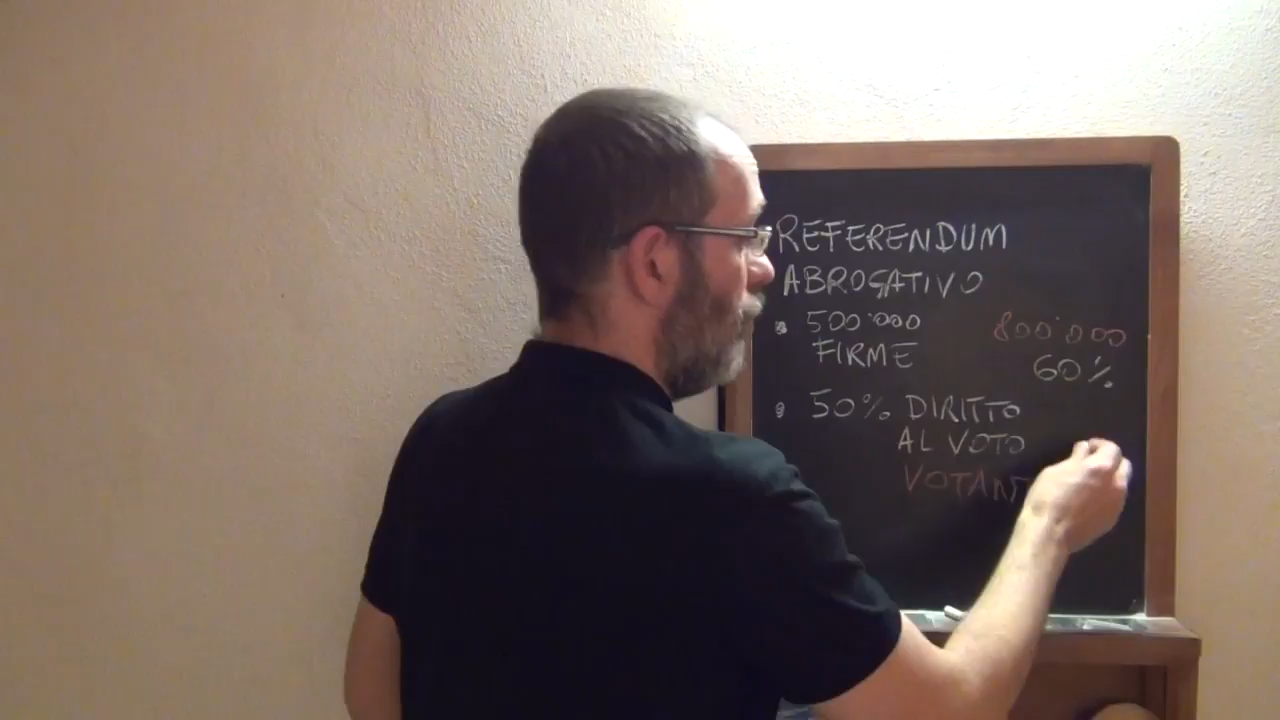 REFERENDUM
ABROGATIVO
500'000 800'000
FIRME 60%
50% DIRITTO
AL VOTO